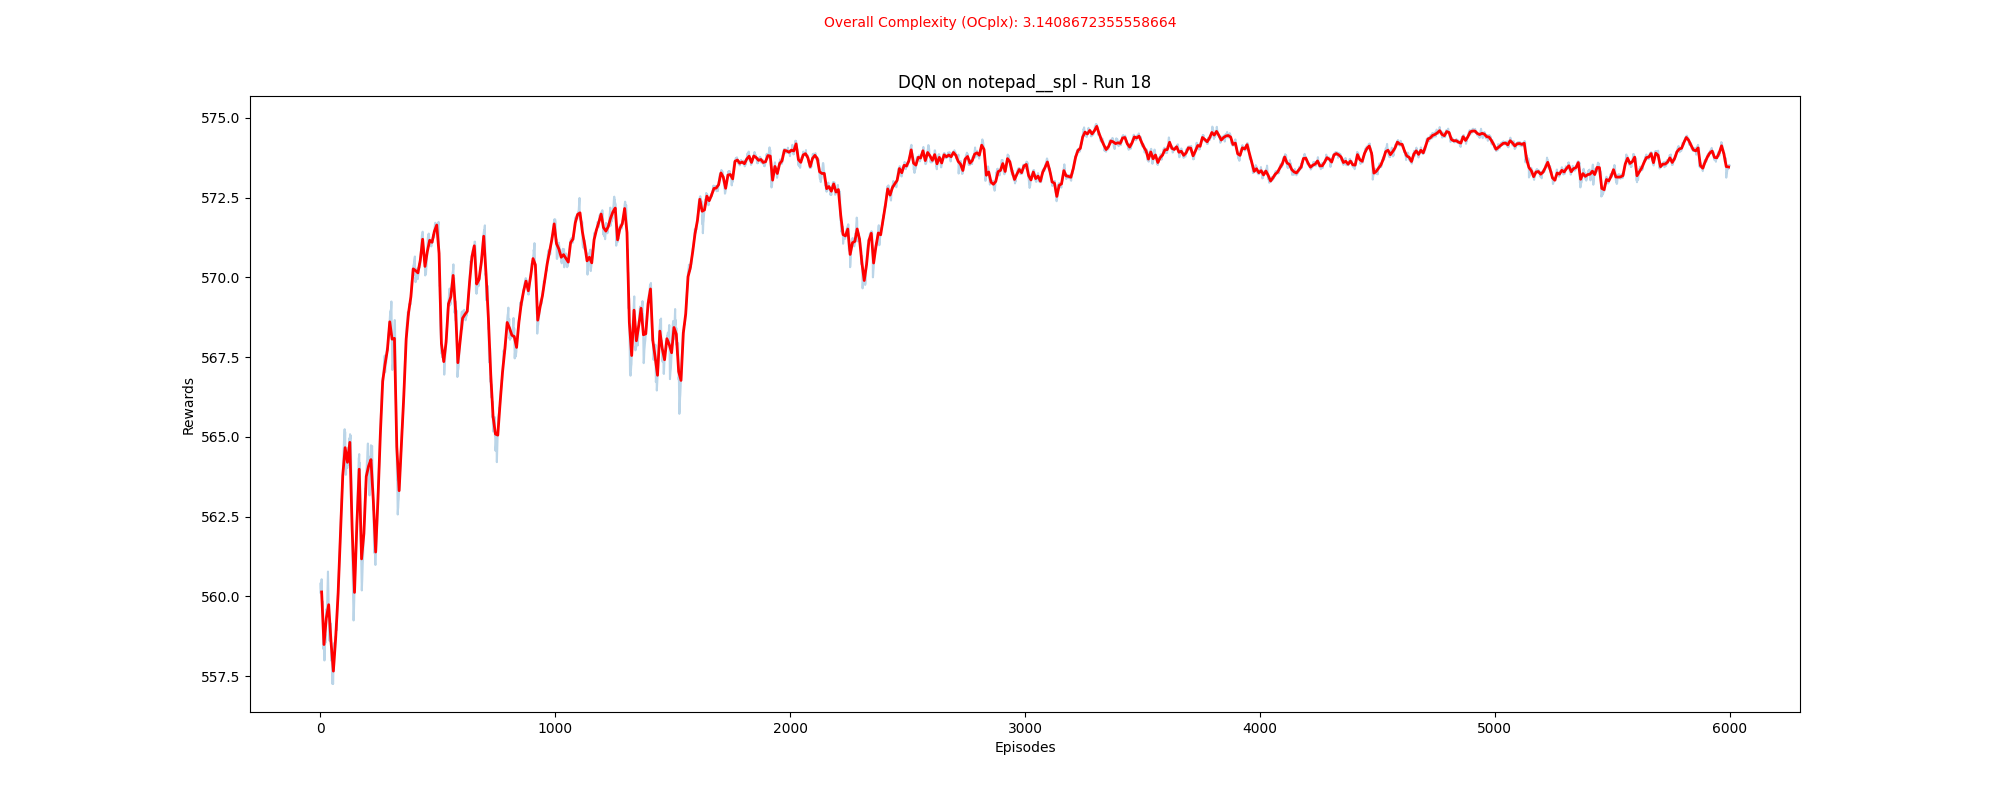 Overall Complexity (OCplx): 3.1408672355558664
DQN on notepad__spl - Run 18
575.0
572.5
570.0
567.5
565.0
562.5
560.0
557.5
Rewards
0 1000 2000 3000 4000 5000 6000
Episodes